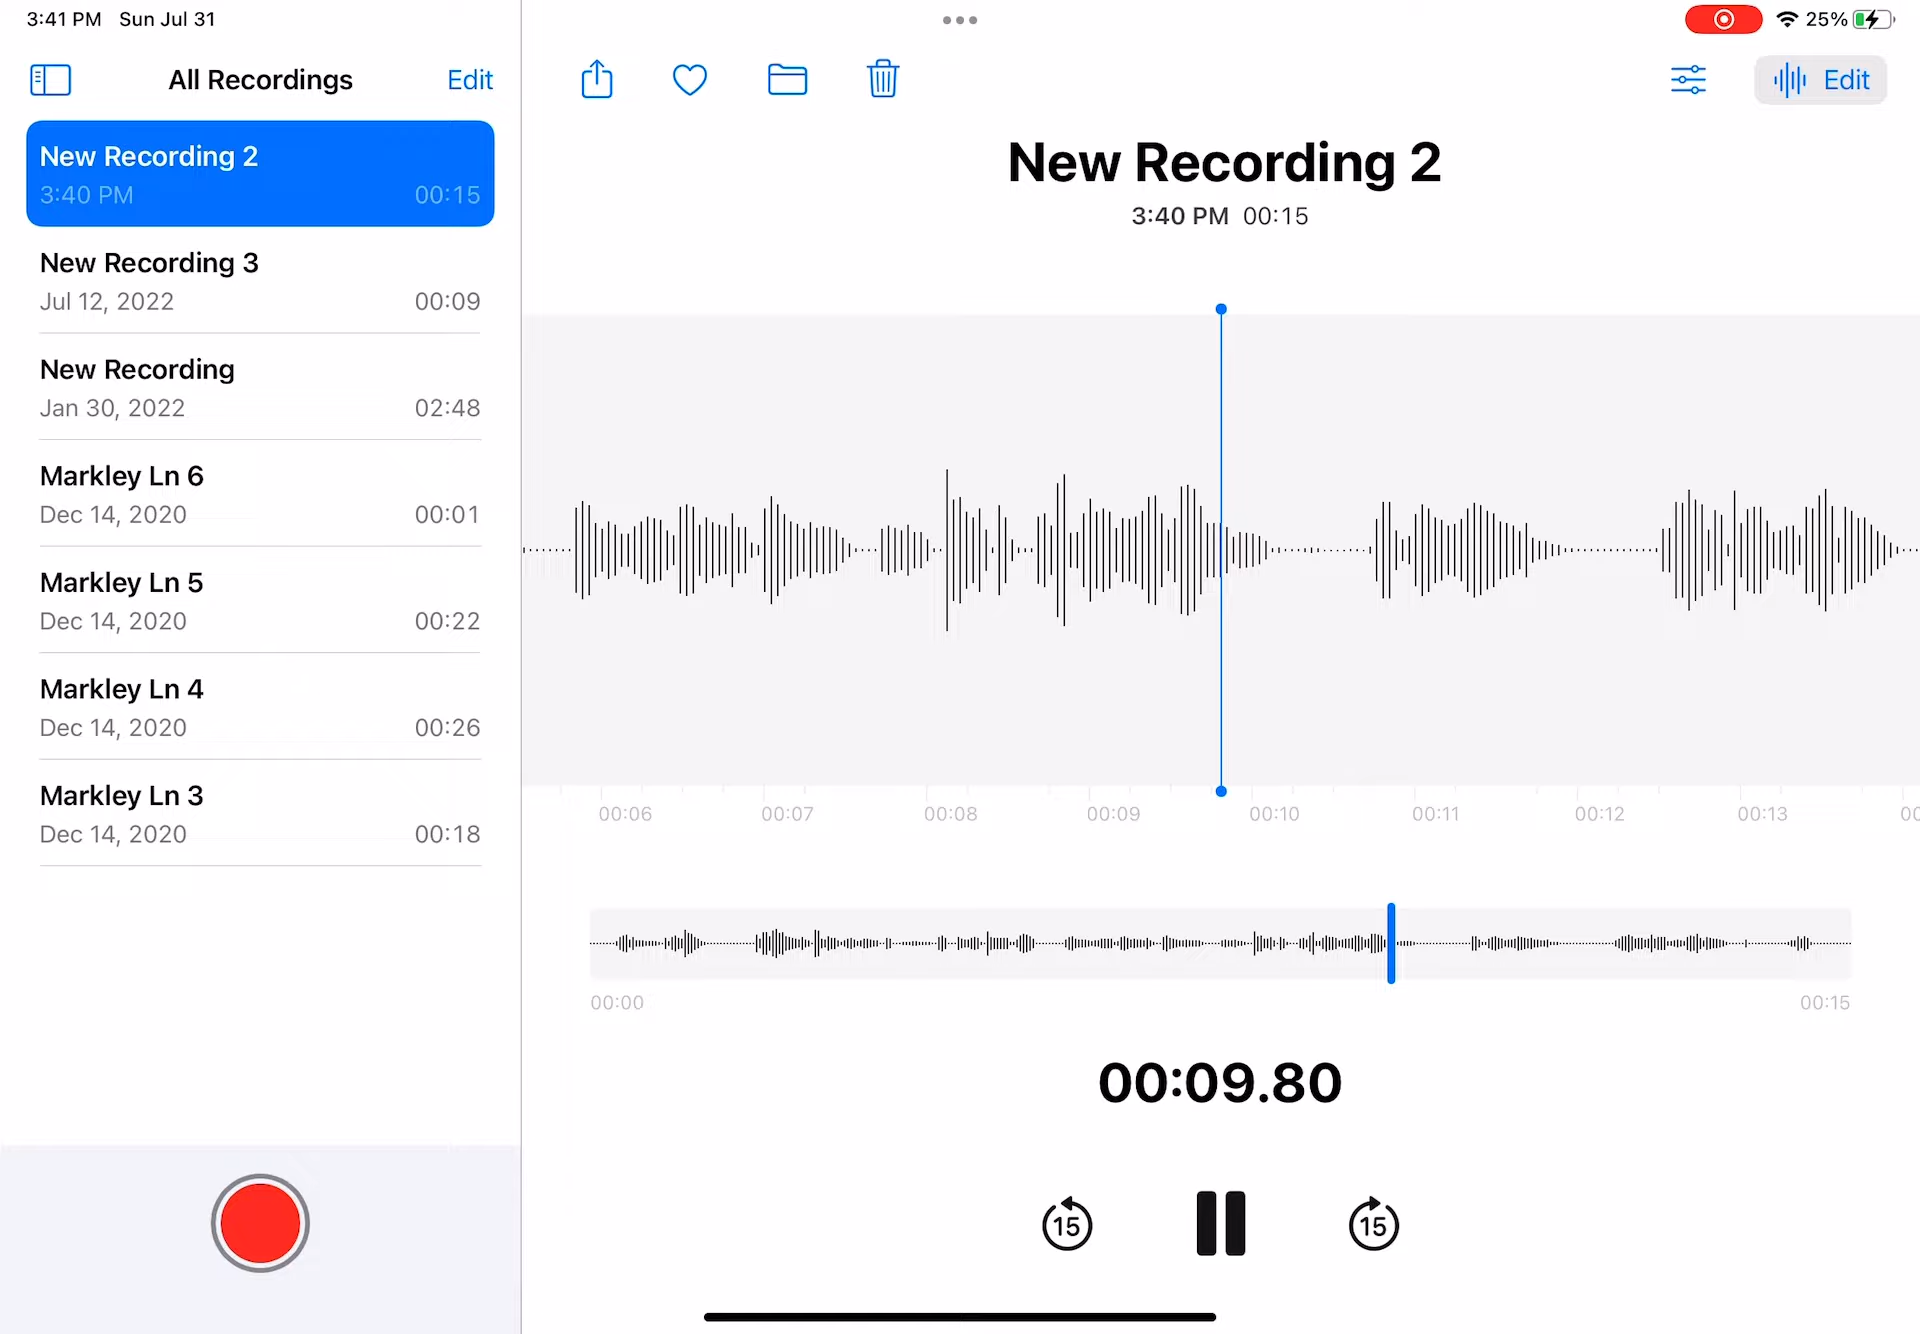 3:41 PM Sun Jul 31
25%
All Recordings Edit
New Recording 2
3:40 PM 00:15
New Recording 3
Jul 12, 2022 00:09
New Recording
Jan 30, 2022 02:48
Markley Ln 6
Dec 14, 2020 00:01
Markley Ln 5
Dec 14, 2020 00:22
Markley Ln 4
Dec 14, 2020 00:26
Markley Ln 3
Dec 14, 2020 00:18
Edit
New Recording 2
3:40 PM 00:15
00:06 00:07 00:08 00:09 00:10 00:11 00:12 00:13
00:00 00:15
00:09.80
15 15